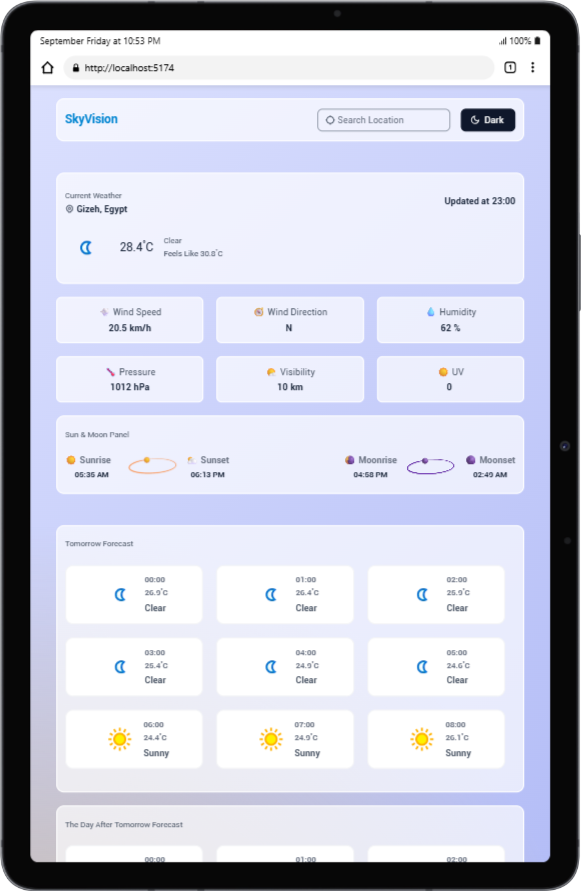 September Friday at 10:53 PM 100%
http://localhost:5174 1
SkyVision Search Location Dark
Current Weather
Gizeh, Egypt Updated at 23:00
28.4°C Clear
Feels Like 30.8°C
Wind Speed Wind Direction Humidity
20.5 km/h N 62 %
Pressure Visibility UV
1012 hPa 10 km 0
Sun & Moon Panel
Sunrise Sunset Moonrise Moonset
05:35 AM 06:13 PM 04:58 PM 02:49 AM
Tomorrow Forecast
00:00 01:00 02:00
26.9°C 26.4°C 25.9°C
Clear Clear Clear
03:00 04:00 05:00
25.4°C 24.9°C 24.6°C
Clear Clear Clear
06:00 07:00 08:00
24.4°C 24.9°C 26.1°C
Sunny Sunny Sunny
The Day After Tomorrow Forecast
00:00 01:00 02:00